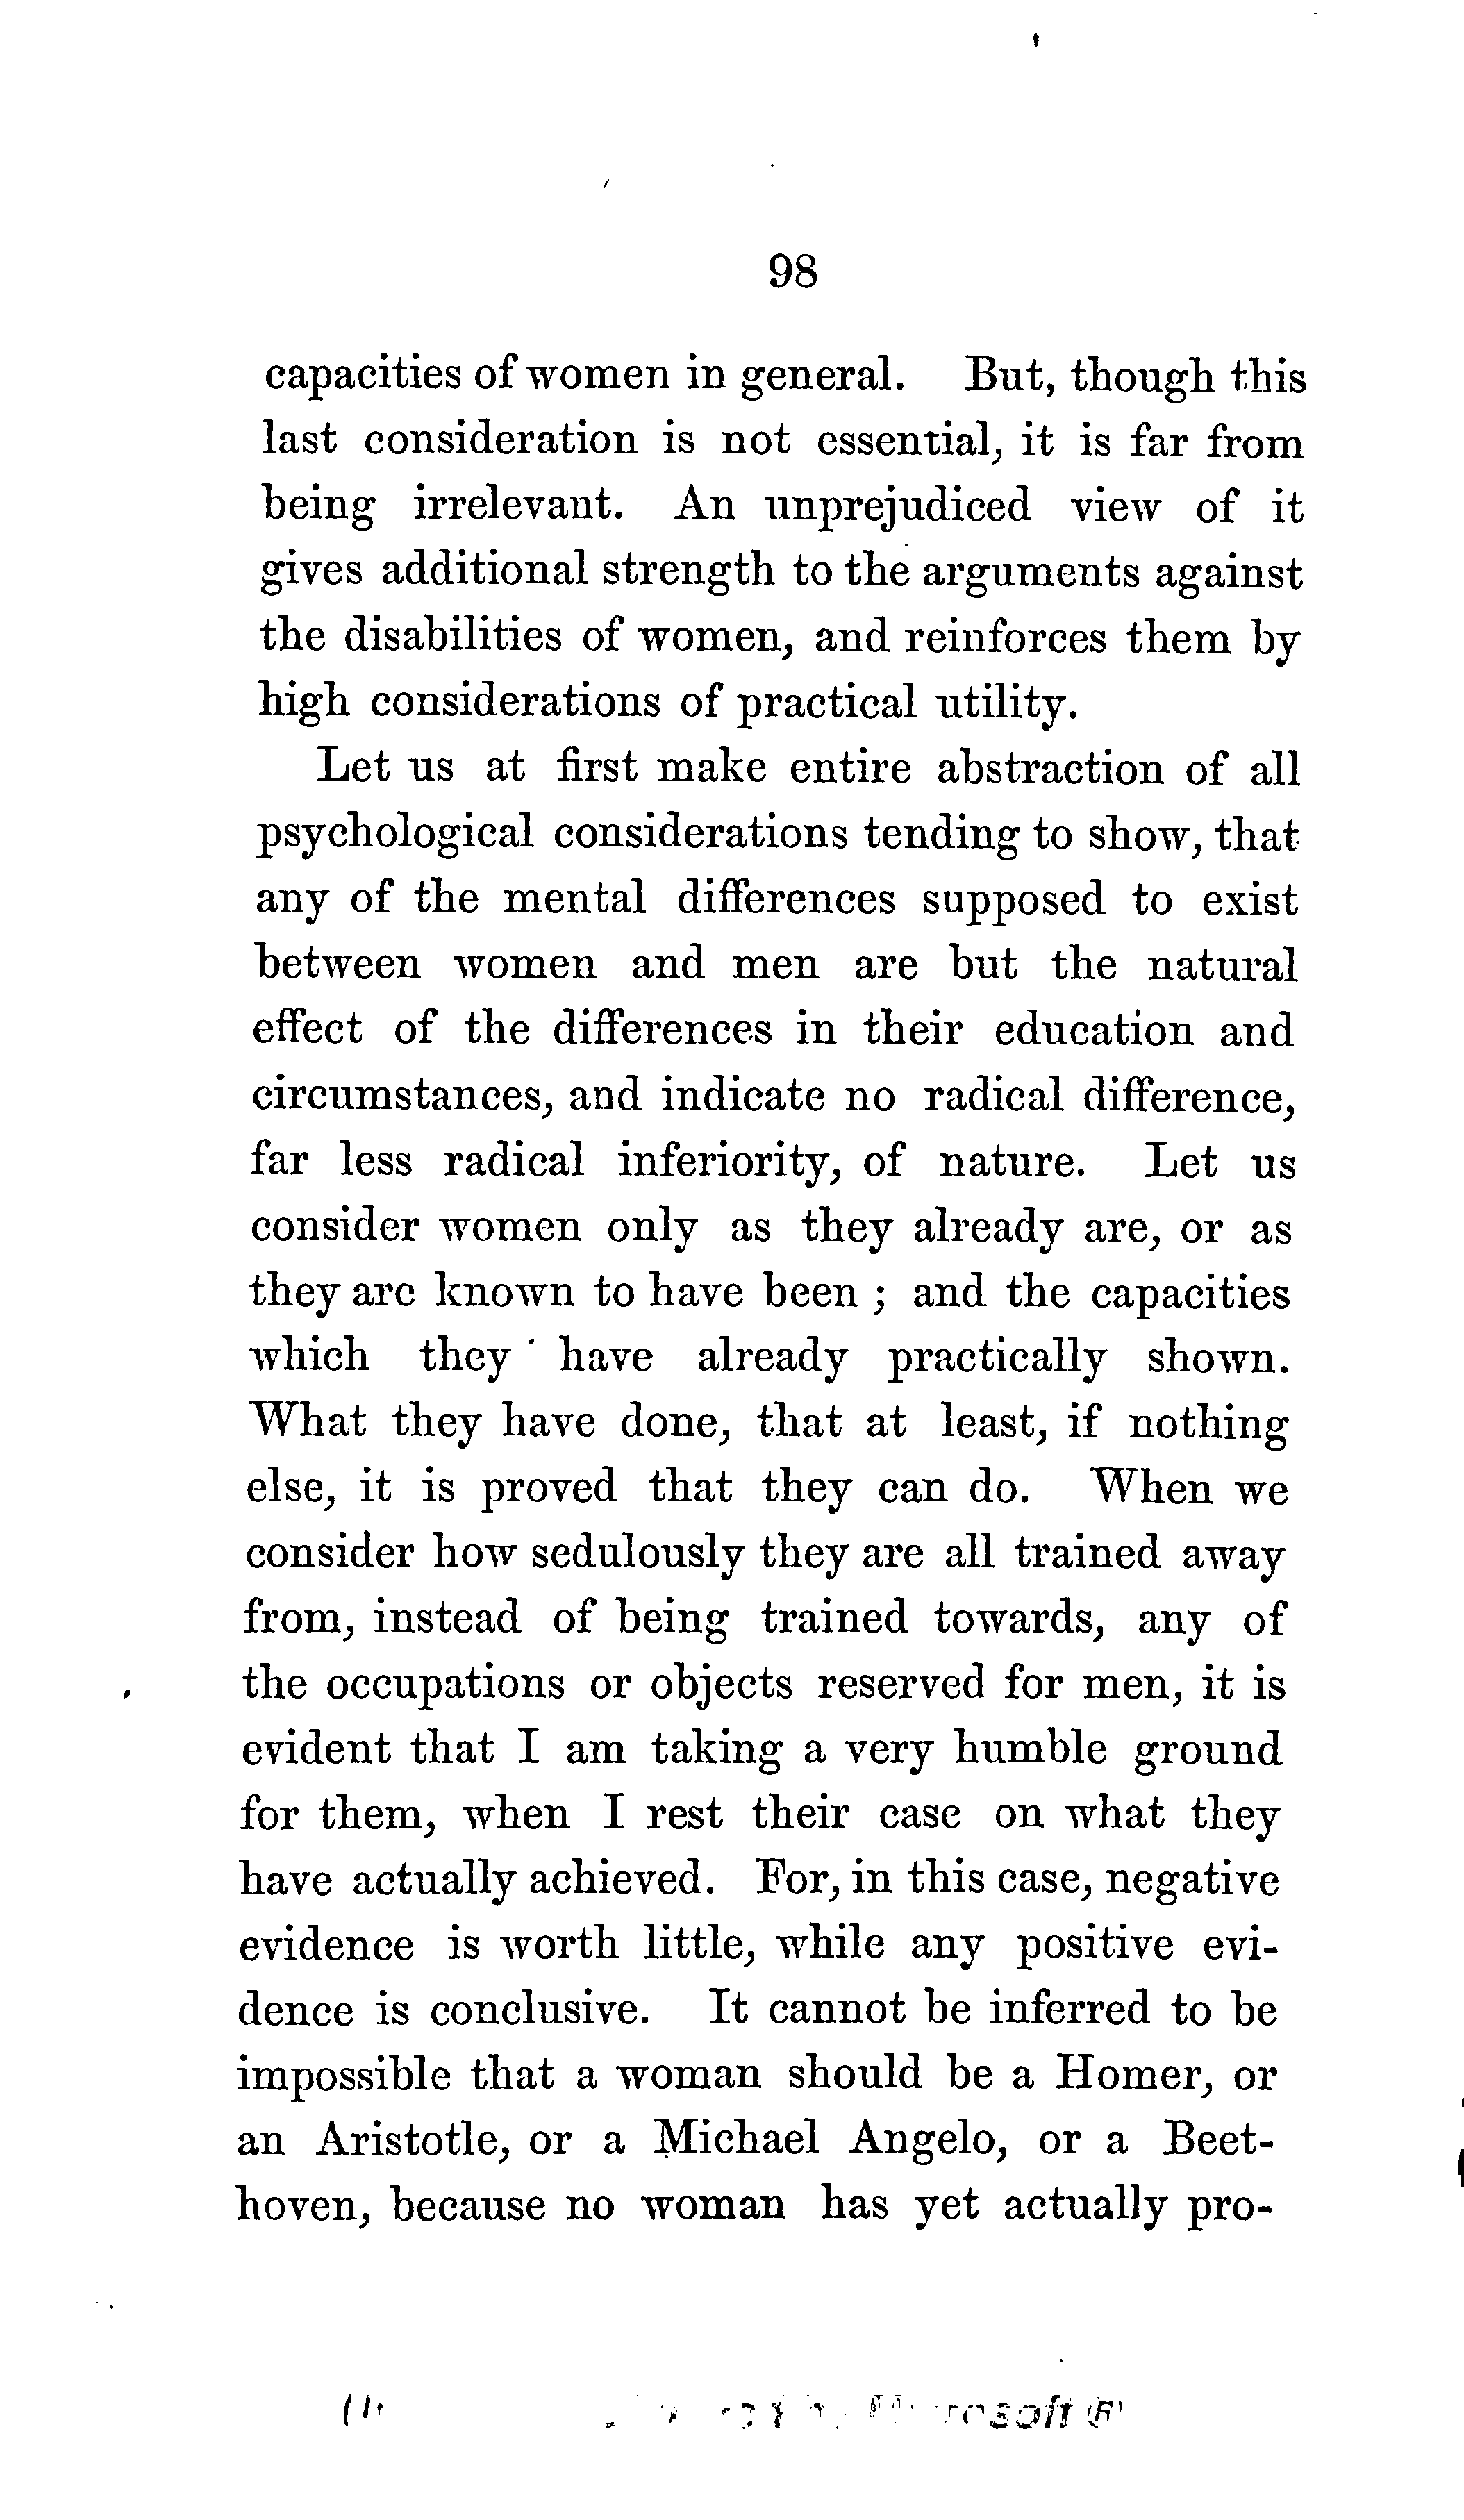 98
capacities of women in general. But, though this
last consideration is not essential, it is far from
being irrelevant. An unprejudiced view of it
gives additional strength to the arguments against
the disabilities of women, and reinforces them by
high considerations of practical utility.
Let us at first make entire abstraction of all
psychological considerations tending to show, that
any of the mental differences supposed to exist
between women and men are but the natural
effect of the differences in their education and
circumstances, and indicate no radical difference,
far less radical inferiority, of nature. Let us
consider women only as they already are, or as
they are known to have been ; and the capacities
which they have already practically shown.
What they have done, that at least, if nothing
else, it is proved that they can do. When we
consider how sedulously they are all trained away
from, instead of being trained towards, any of
the occupations or objects reserved for men, it is
evident that I am taking a very humble ground
for them, when I rest their case on what they
have actually achieved. For, in this case, negative
evidence is worth little, while any positive evi-
dence is conclusive. It cannot be inferred to be
impossible that a woman should be a Homer, or
an Aristotle, or a Michael Angelo, or a Beet-
hoven, because no woman has yet actually pro-